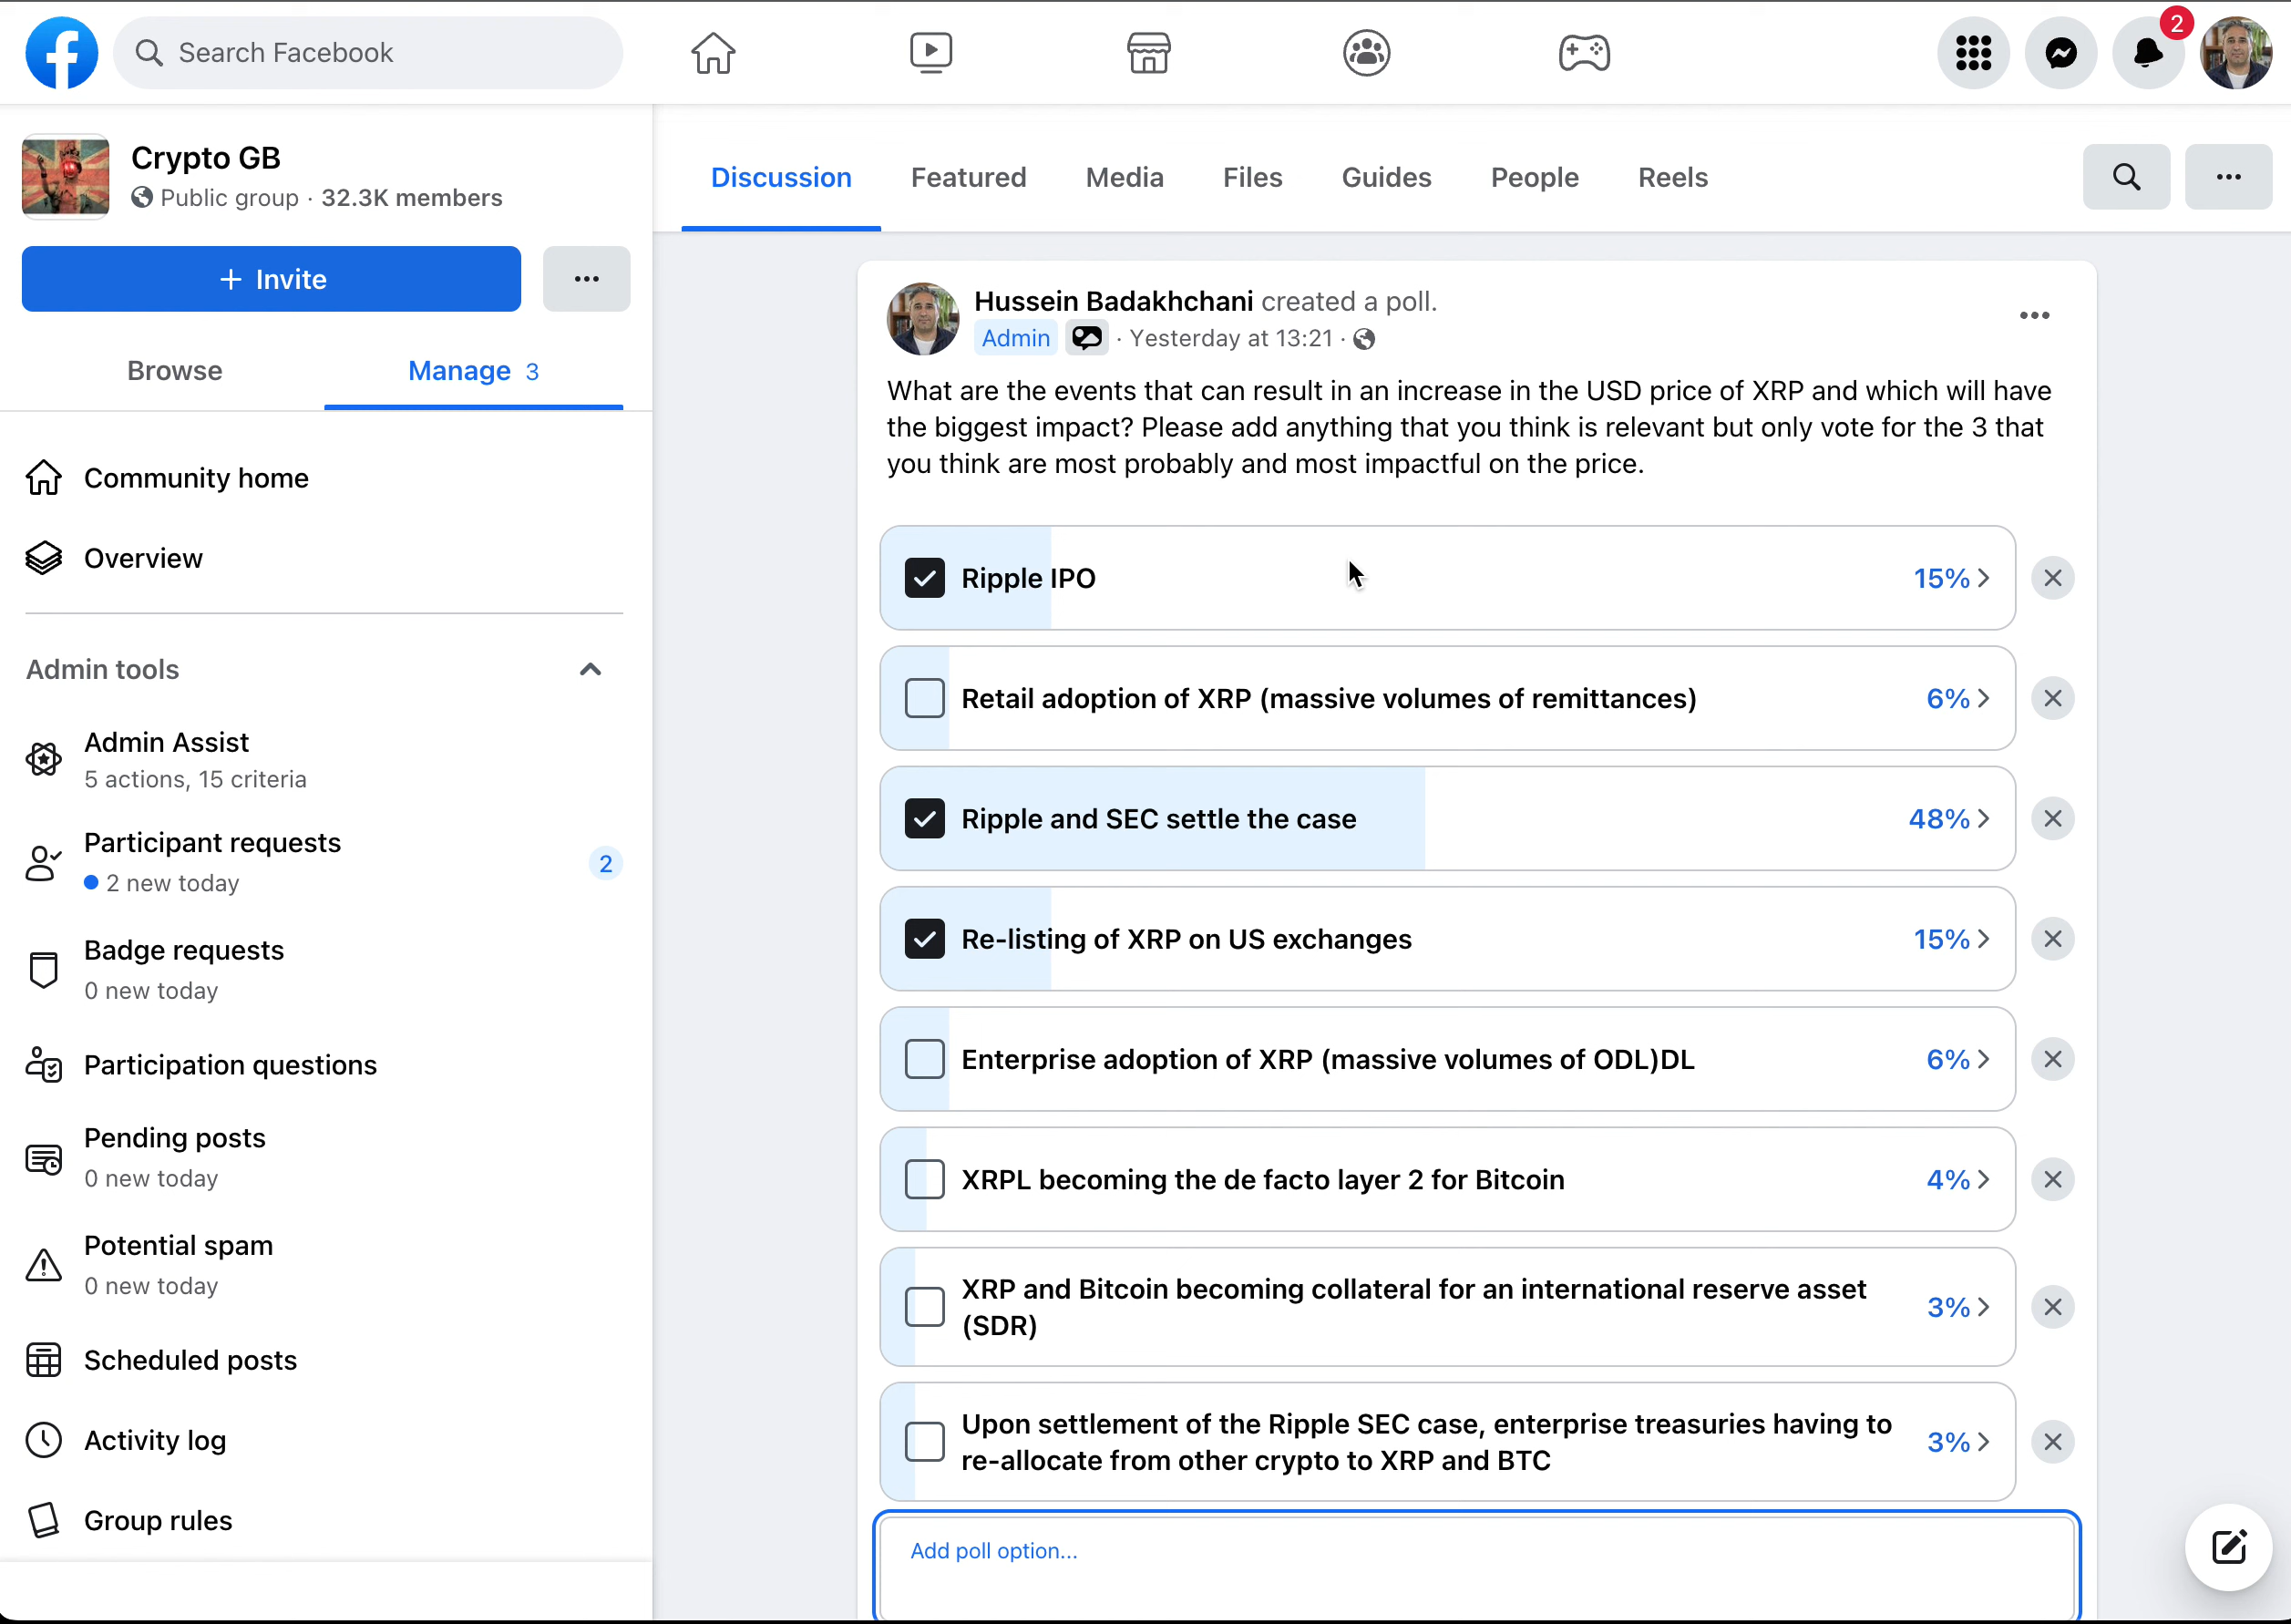 Search Facebook
2
Crypto GB
Public group · 32.3K members
+ Invite
Browse
Manage 3
Community home
Overview
Admin tools
Admin Assist
5 actions, 15 criteria
Participant requests
2 new today
2
Badge requests
0 new today
Participation questions
Pending posts
0 new today
Potential spam
0 new today
Scheduled posts
Activity log
Group rules
Discussion
Featured
Media
Files
Guides
People
Reels
Hussein Badakhchani created a poll.
Admin · Yesterday at 13:21 ·
What are the events that can result in an increase in the USD price of XRP and which will have
the biggest impact? Please add anything that you think is relevant but only vote for the 3 that
you think are most probably and most impactful on the price.
Ripple IPO
15%
Retail adoption of XRP (massive volumes of remittances)
6%
Ripple and SEC settle the case
48%
Re-listing of XRP on US exchanges
15%
Enterprise adoption of XRP (massive volumes of ODL)DL
6%
XRPL becoming the de facto layer 2 for Bitcoin
4%
XRP and Bitcoin becoming collateral for an international reserve asset
(SDR)
3%
Upon settlement of the Ripple SEC case, enterprise treasuries having to
re-allocate from other crypto to XRP and BTC
3%
Add poll option...